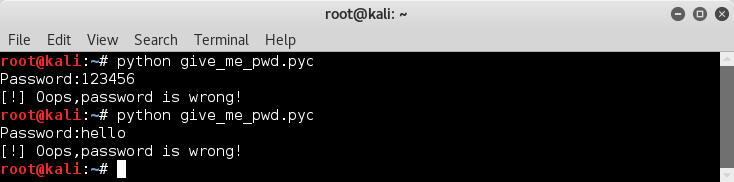 root@kali: ~
File Edit View Search Terminal Help
root@kali:~# python give_me_pwd.pyc
Password:123456
[!] Oops,password is wrong!
root@kali:~# python give_me_pwd.pyc
Password:hello
[!] Oops,password is wrong!
root@kali:~#